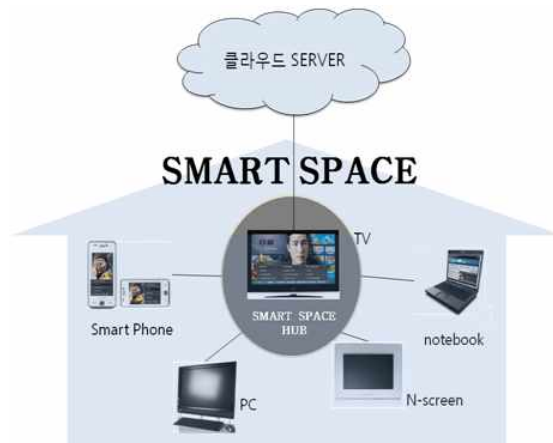 클라우드 SERVER
SMART SPACE
TV
SMART SPACE
HUB
Smart Phone
notebook
PC
N-screen